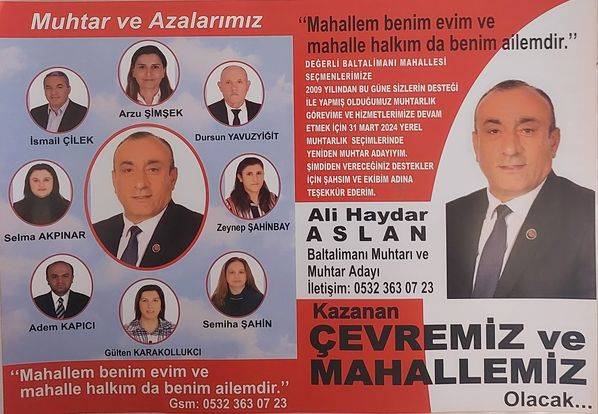 Muhtar ve Azalarımız
Arzu ŞİMŞEK
İsmail ÇİLEK
Dursun YAVUZYİĞİT
Selma AKPINAR
Zeynep ŞAHİNBAY
Adem KAPICI
Semiha ŞAHİN
Gülten KARAKOLLUKCI
“Mahallem benim evim ve
mahalle halkım da benim ailemdir.”
Gsm: 0532 363 07 23
“Mahallem benim evim ve
mahalle halkım da benim ailemdir.”
DEĞERLİ BALTALİMANI MAHALLESİ
SEÇMENLERİMİZE
2009 YILINDAN BU GÜNE SİZLERİN DESTEĞİ
İLE YAPMIŞ OLDUĞUMUZ MUHTARLIK
GÖREVİME VE HİZMETLERİMİZE DEVAM
ETMEK İÇİN 31 MART 2024 YEREL
MUHTARLIK SEÇİMLERİNDE
YENİDEN MUHTAR ADAYIYIM.
ŞİMDİDEN VERECEĞİNİZ DESTEKLER
İÇİN ŞAHSIM VE EKİBİM ADINA
TEŞEKKÜR EDERİM.
Ali Haydar
ASLAN
Baltalimanı Muhtarı ve
Muhtar Adayı
İletişim: 0532 363 07 23
Kazanan
ÇEVREMİZ ve
MAHALLEMİZ
Olacak...